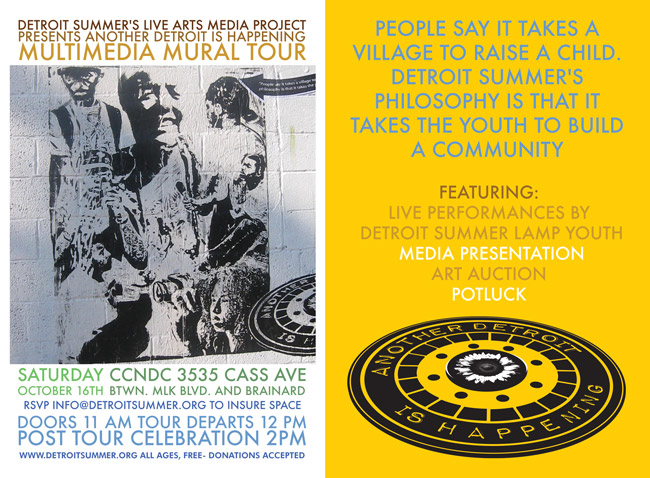 DETROIT SUMMER'S LIVE ARTS MEDIA PROJECT
PRESENTS ANOTHER DETROIT IS HAPPENING
MULTIMEDIA MURAL TOUR
SATURDAY CCNDC 3535 CASS AVE
OCTOBER 16TH BTWN. MLK BLVD. AND BRAINARD
RSVP INFO@DETROITSUMMER.ORG TO INSURE SPACE
DOORS 11 AM TOUR DEPARTS 12 PM
POST TOUR CELEBRATION 2PM
WWW.DETROITSUMMER.ORG ALL AGES, FREE- DONATIONS ACCEPTED
PEOPLE SAY IT TAKES A
VILLAGE TO RAISE A CHILD.
DETROIT SUMMER'S
PHILOSOPHY IS THAT IT
TAKES THE YOUTH TO BUILD
A COMMUNITY
FEATURING:
LIVE PERFORMANCES BY
DETROIT SUMMER LAMP YOUTH
MEDIA PRESENTATION
ART AUCTION
POTLUCK
ANOTHER DETROIT
IS HAPPENING